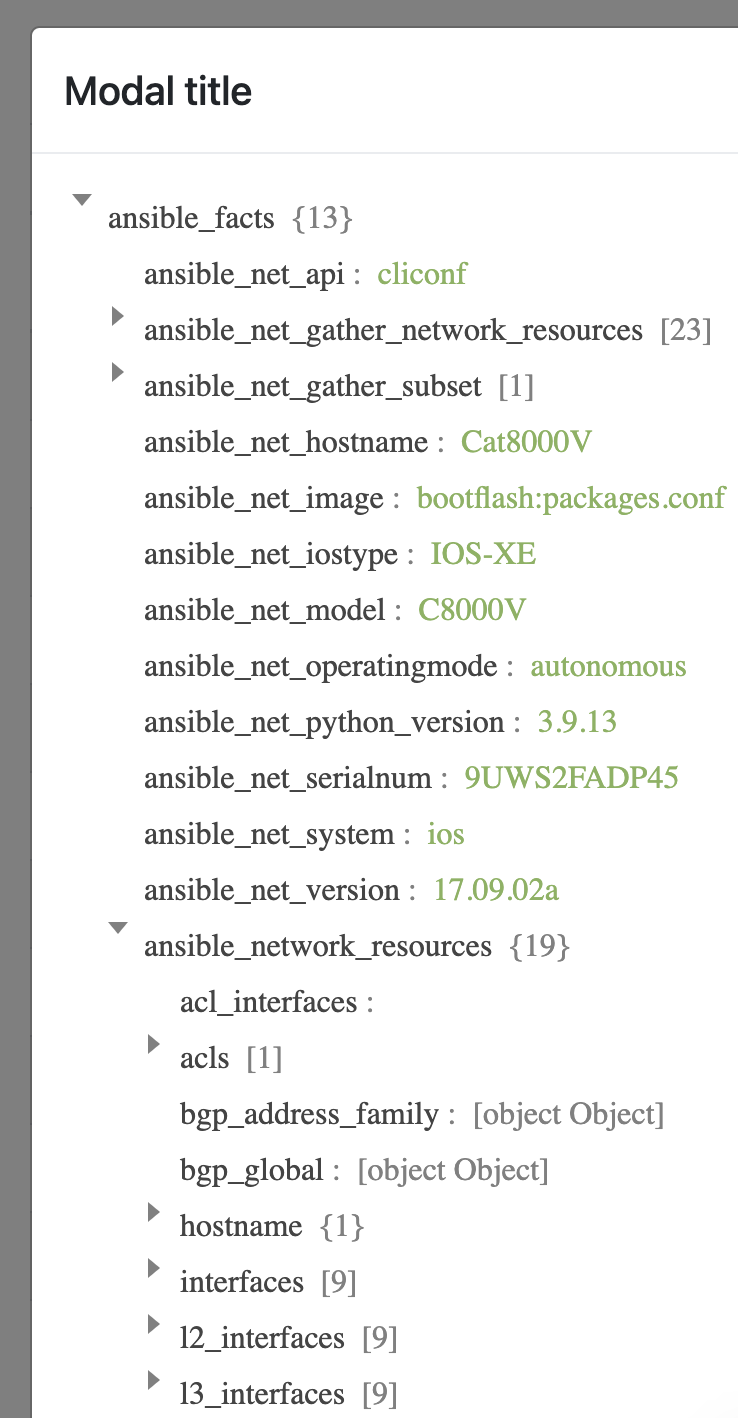 Modal title
ansible_facts {13}
ansible_net_api : cliconf
ansible_net_gather_network_resources [23]
ansible_net_gather_subset [1]
ansible_net_hostname : Cat8000V
ansible_net_image : bootflash:packages.conf
ansible_net_iostype : IOS-XE
ansible_net_model : C8000V
ansible_net_operatingmode : autonomous
ansible_net_python_version : 3.9.13
ansible_net_serialnum : 9UWS2FADP45
ansible_net_system : ios
ansible_net_version : 17.09.02a
ansible_network_resources {19}
acl_interfaces :
acls [1]
bgp_address_family : [object Object]
bgp_global : [object Object]
hostname {1}
interfaces [9]
l2_interfaces [9]
l3_interfaces [9]